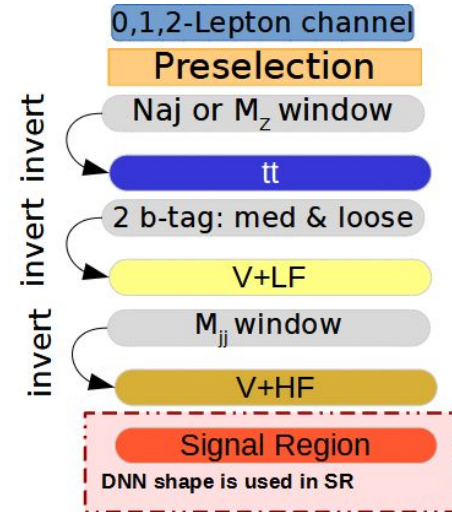 0,1,2-Lepton channel
Preselection
invert
Naj or MZ window
tt
invert
2 b-tag: med & loose
V+LF
invert
Mjj window
V+HF
Signal Region
DNN shape is used in SR